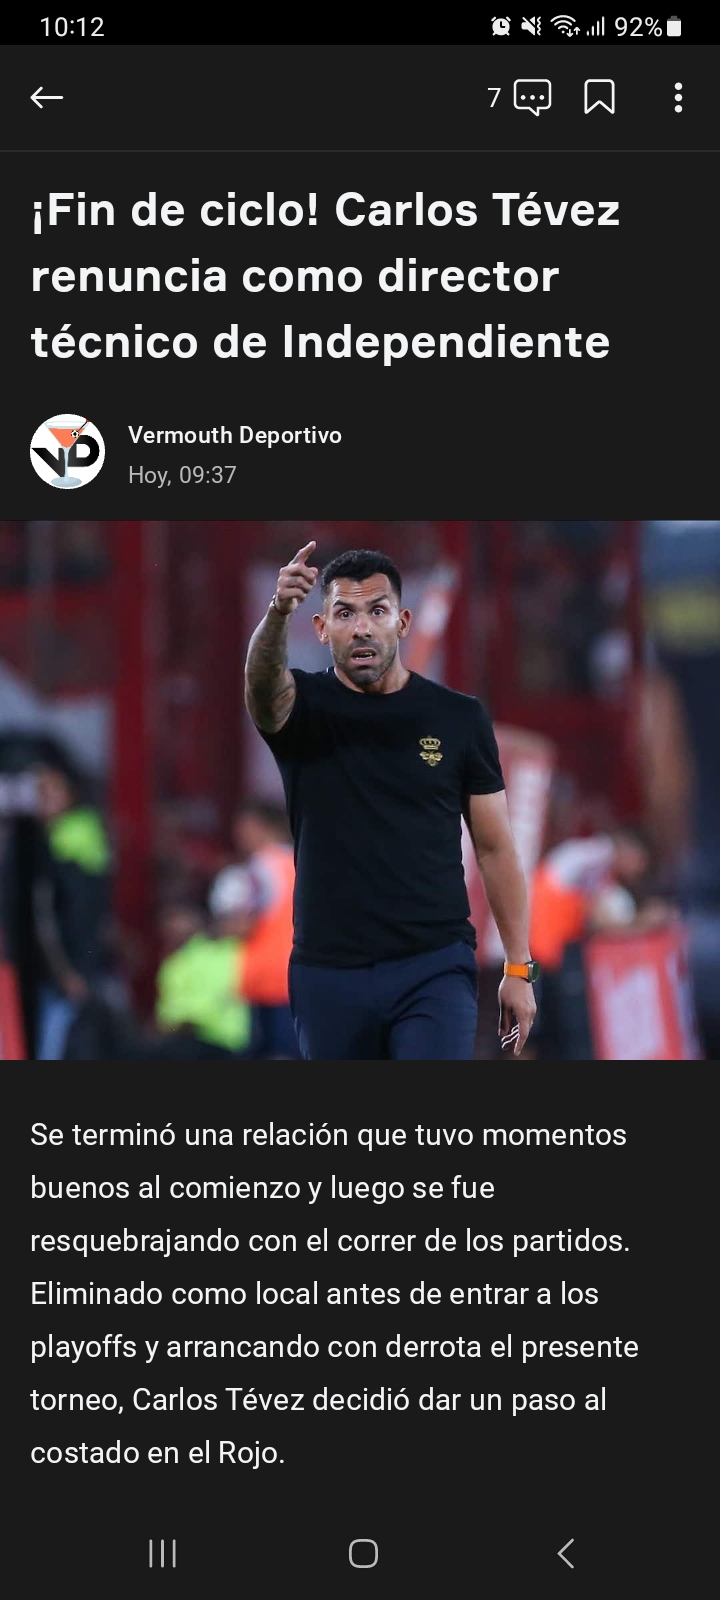 10:12
92%
7
¡Fin de ciclo! Carlos Tévez
renuncia como director
técnico de Independiente
VD
Vermouth Deportivo
Hoy, 09:37
Se terminó una relación que tuvo momentos
buenos al comienzo y luego se fue
resquebrajando con el correr de los partidos.
Eliminado como local antes de entrar a los
playoffs y arrancando con derrota el presente
torneo, Carlos Tévez decidió dar un paso al
costado en el Rojo.